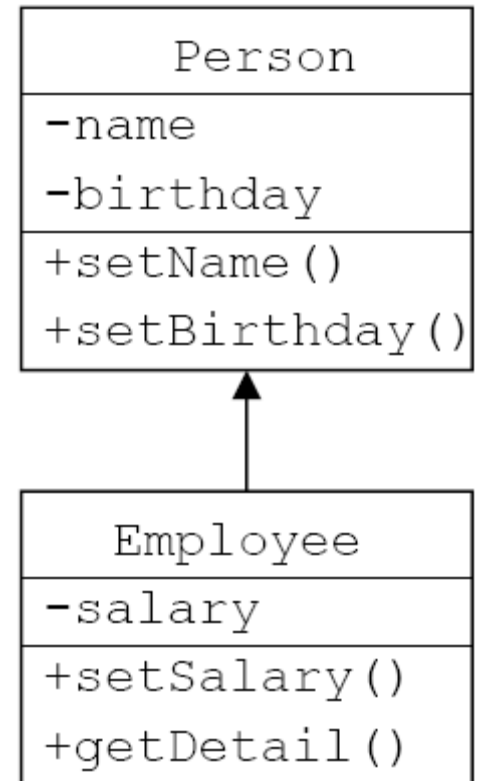 Person
-name
-birthday
+setName()
+setBirthday()
Employee
-salary
+setSalary()
+getDetail()